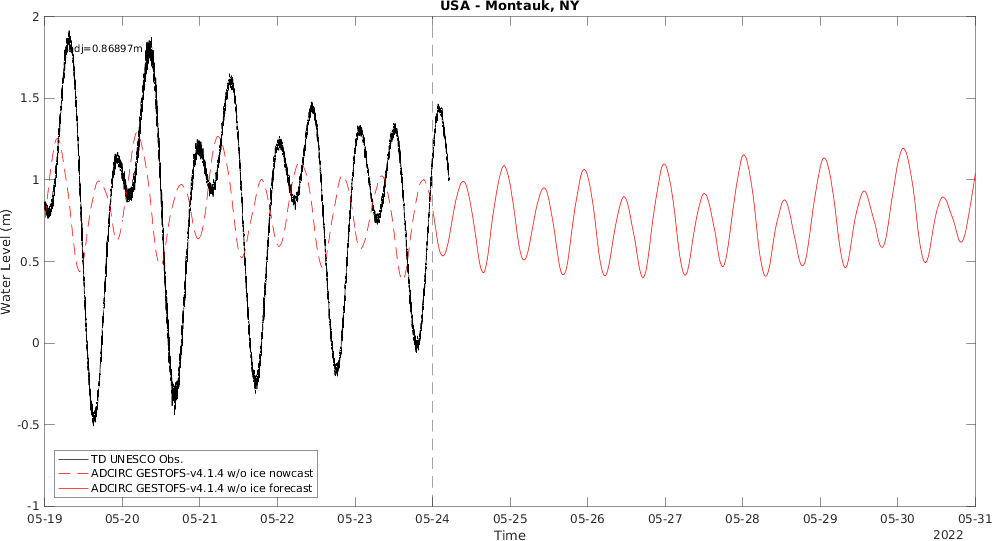 USA - Montauk, NY
adj=0.86897m
2
1.5
1
0.5
0
-0.5
-1
Water Level (m)
TD UNESCO Obs.
ADCIRC GESTOFS-v4.1.4 w/o ice nowcast
ADCIRC GESTOFS-v4.1.4 w/o ice forecast
05-19 05-20 05-21 05-22 05-23 05-24 05-25 05-26 05-27 05-28 05-29 05-30 05-31
Time
2022